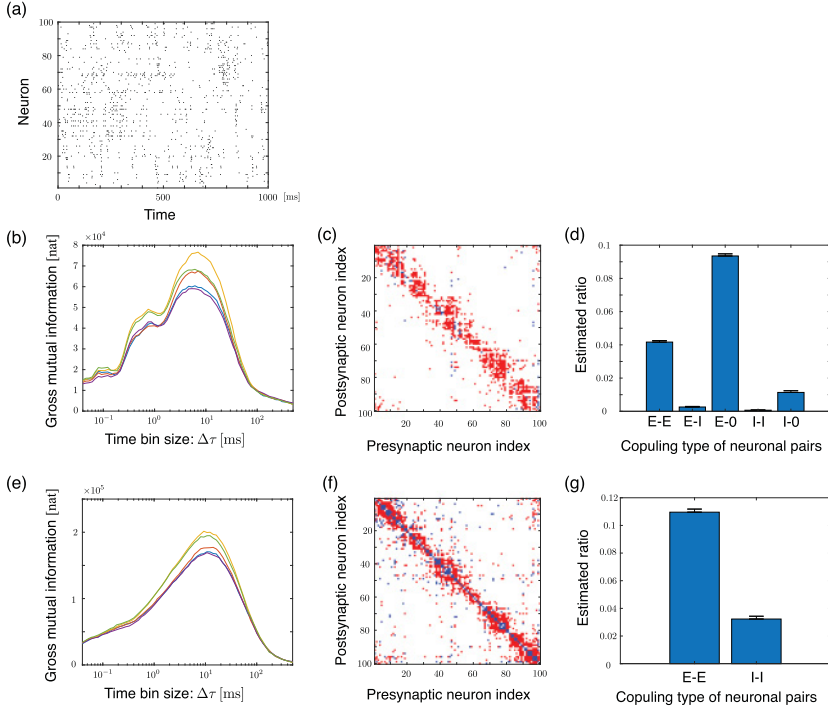 (a)
Neuron
100
80
60
40
20
0
500
1000
[ms]
Time
(b)
Gross mutual information [nat]
×10⁴
8
7
6
5
4
3
2
1
0
10⁻¹
10⁰
10¹
10²
Time bin size: Δτ [ms]
(c)
Postsynaptic neuron index
20
40
60
80
100
20
40
60
80
100
Presynaptic neuron index
(d)
Estimated ratio
0.1
0.08
0.06
0.04
0.02
0
E-E
E-I
E-0
I-I
I-0
Copuling type of neuronal pairs
(e)
Gross mutual information [nat]
×10⁵
2
1
0
10⁻¹
10⁰
10¹
10²
Time bin size: Δτ [ms]
(f)
Postsynaptic neuron index
20
40
60
80
100
20
40
60
80
100
Presynaptic neuron index
(g)
Estimated ratio
0.12
0.1
0.08
0.06
0.04
0.02
0
E-E
I-I
Copuling type of neuronal pairs